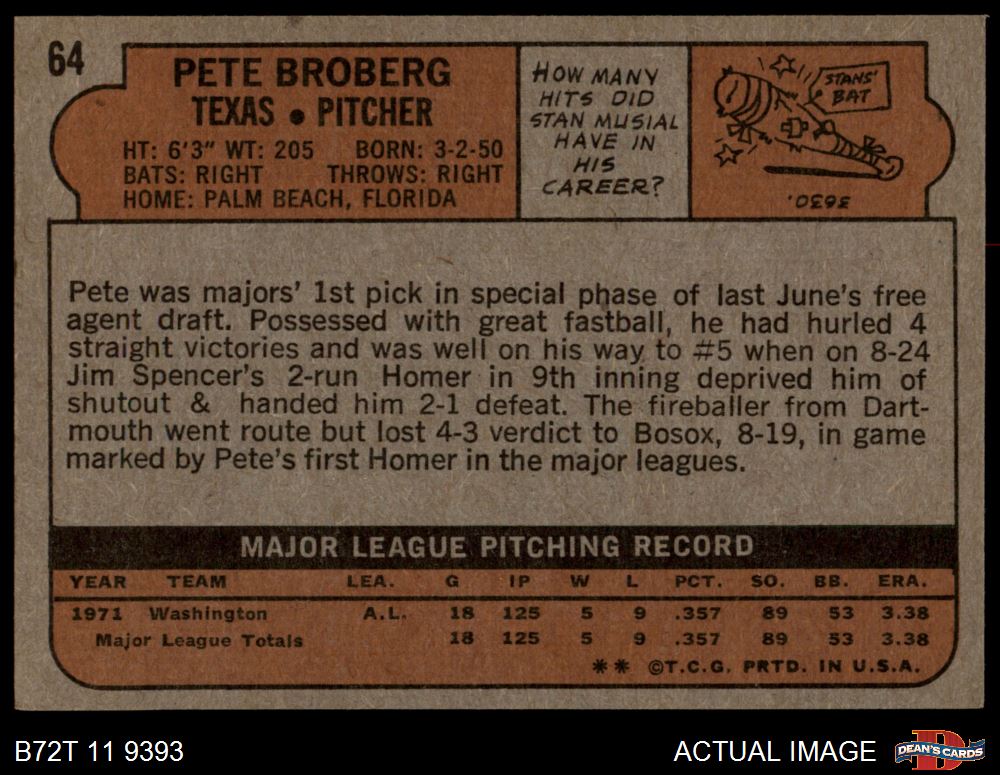 64
PETE BROBERG
TEXAS • PITCHER
HT: 6'3" WT: 205 BORN: 3-2-50
BATS: RIGHT THROWS: RIGHT
HOME: PALM BEACH, FLORIDA
HOW MANY
HITS DID
STAN MUSIAL
HAVE IN
HIS
CAREER?
STANS'
BAT
'0E9E
Pete was majors' 1st pick in special phase of last June's free
agent draft. Possessed with great fastball, he had hurled 4
straight victories and was well on his way to #5 when on 8-24
Jim Spencer's 2-run Homer in 9th inning deprived him of
shutout & handed him 2-1 defeat. The fireballer from Dart-
mouth went route but lost 4-3 verdict to Bosox, 8-19, in game
marked by Pete's first Homer in the major leagues.
MAJOR LEAGUE PITCHING RECORD
YEAR TEAM LEA. G IP W L PCT. SO. BB. ERA.
1971 Washington A.L. 18 125 5 9 .357 89 53 3.38
Major League Totals 18 125 5 9 .357 89 53 3.38
** ©T.C.G. PRTD. IN U.S.A.
B72T 11 9393
ACTUAL IMAGE
DEAN'S CARDS